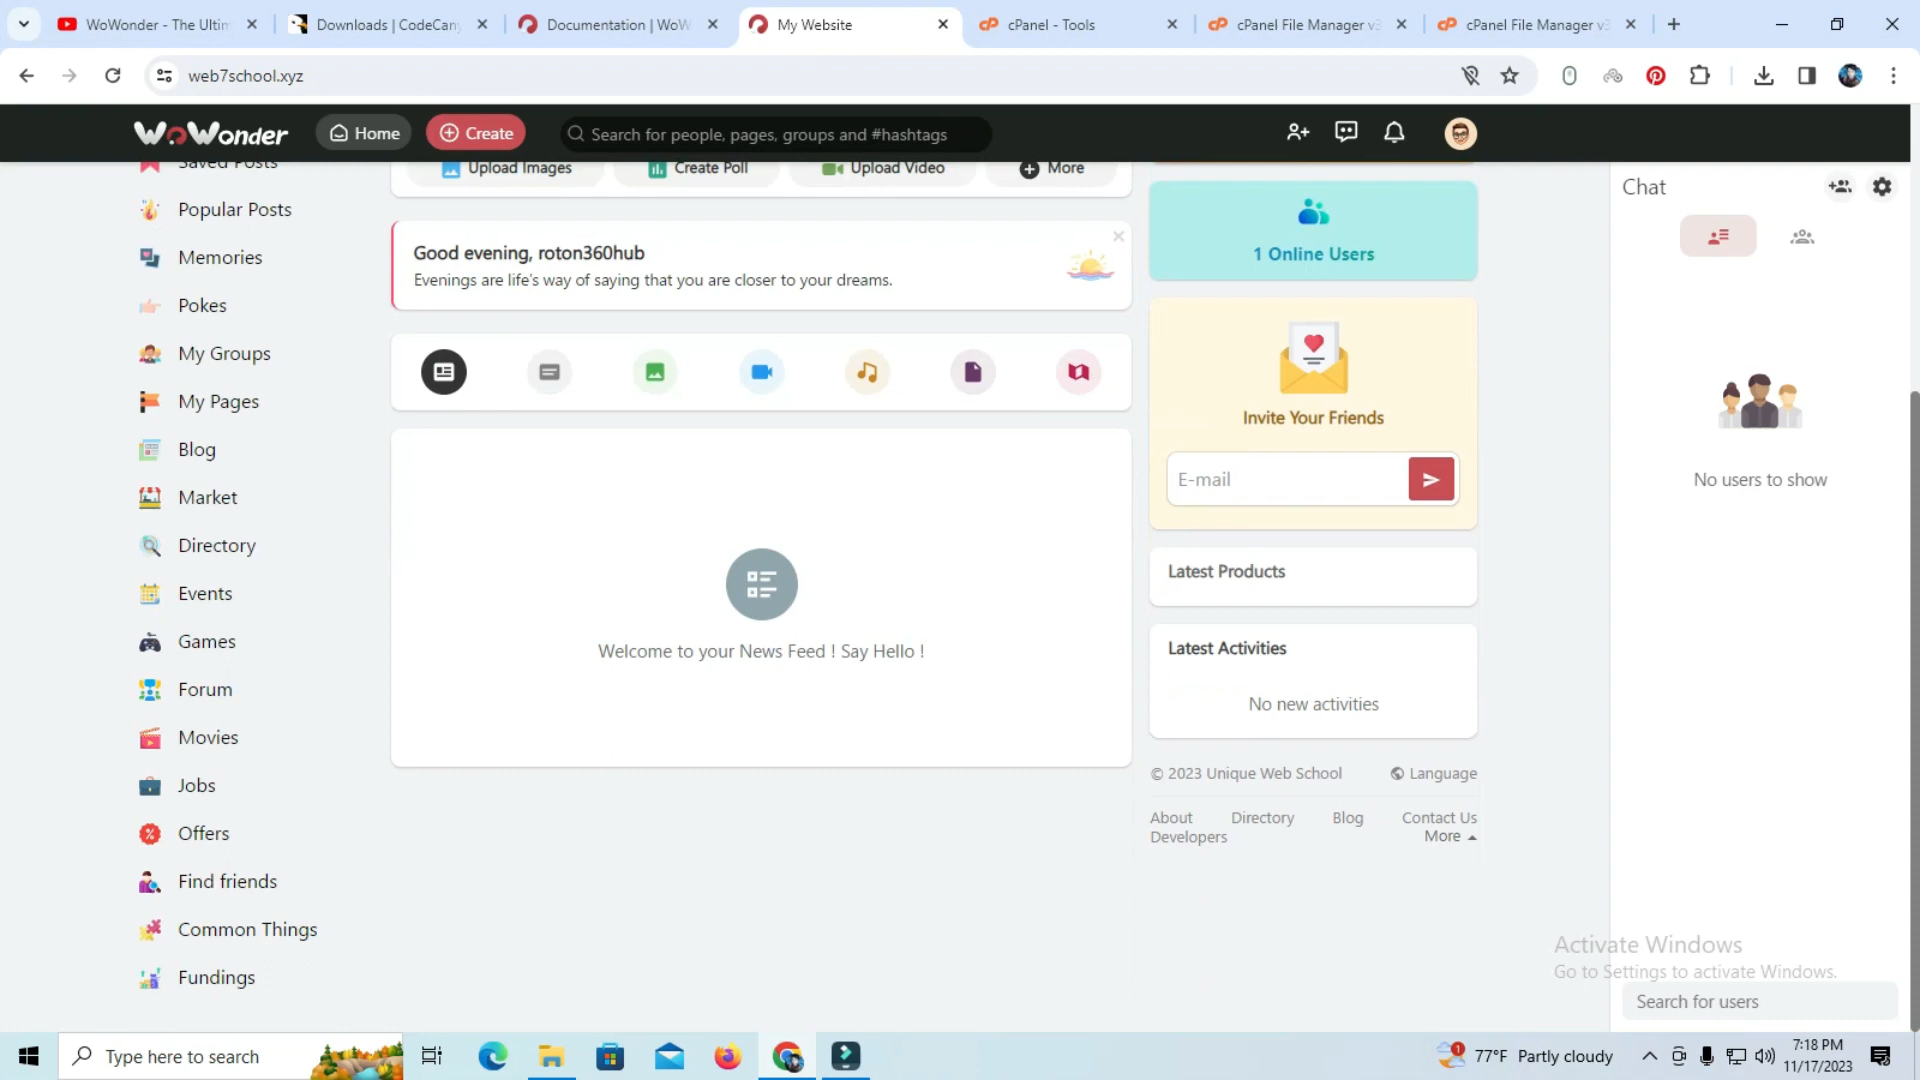 WoWonder - The Ultim
Downloads | CodeCany
Documentation | WoW
My Website
cPanel - Tools
cPanel File Manager v3
cPanel File Manager v3
web7school.xyz
WoWonder
Home
Create
Search for people, pages, groups and #hashtags
Saved Posts
Popular Posts
Memories
Pokes
My Groups
My Pages
Blog
Market
Directory
Events
Games
Forum
Movies
Jobs
Offers
Find friends
Common Things
Fundings
Upload Images
Create Poll
Upload Video
More
Good evening, roton360hub
Evenings are life's way of saying that you are closer to your dreams.
Welcome to your News Feed ! Say Hello !
1 Online Users
Invite Your Friends
E-mail
Latest Products
Latest Activities
No new activities
© 2023 Unique Web School
Language
About
Directory
Blog
Contact Us
Developers
More
Chat
No users to show
Activate Windows
Go to Settings to activate Windows.
Search for users
Type here to search
1
77°F Partly cloudy
7:18 PM
11/17/2023